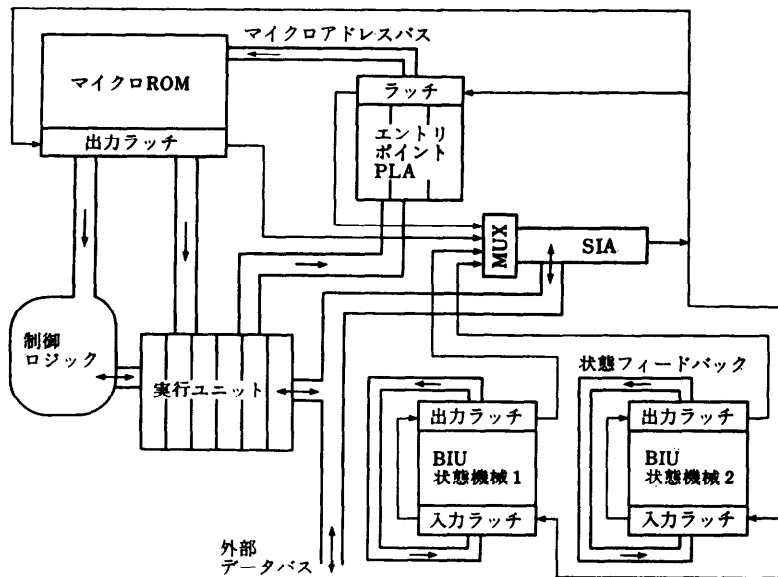 マイクロアドレスバス
マイクロROM
ラッチ
出力ラッチ
エントリ
ポイント
PLA
MUX
SIA
制御
ロジック
実行ユニット
状態フィードバック
出力ラッチ
BIU
状態機械1
入力ラッチ
出力ラッチ
BIU
状態機械2
入力ラッチ
外部
データバス